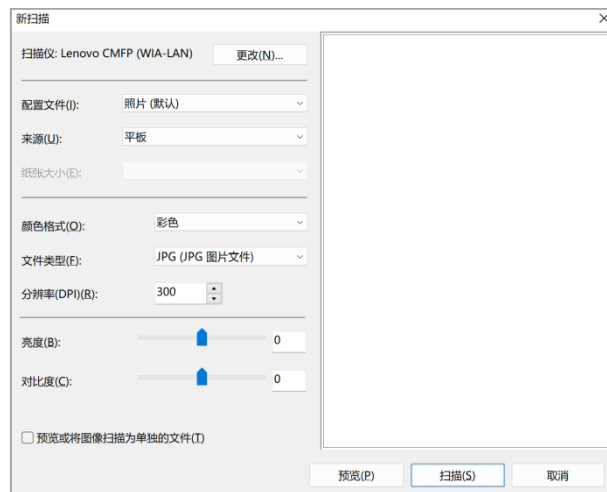 新扫描
扫描仪: Lenovo CMFP (WIA-LAN) 更改(N)...
配置文件(I): 照片 (默认)
来源(U): 平板
纸张大小(E):
颜色格式(O): 彩色
文件类型(F): JPG (JPG 图片文件)
分辨率(DPI)(R): 300
亮度(B): 0
对比度(C): 0
预览或将图像扫描为单独的文件(T)
预览(P) 扫描(S) 取消